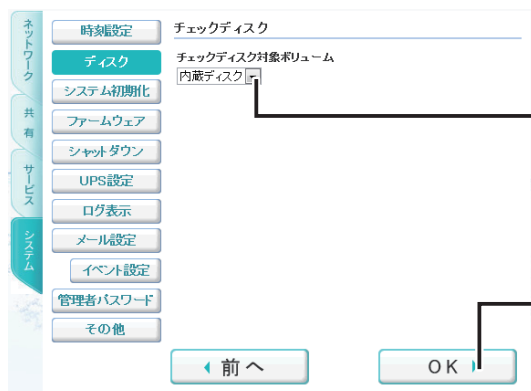 ネットワーク
共有
サービス
システム
時刻設定
ディスク
システム初期化
ファームウェア
シャットダウン
UPS設定
ログ表示
メール設定
イベント設定
管理者パスワード
その他
チェックディスク
チェックディスク対象ボリューム
内蔵ディスク
前へ
OK